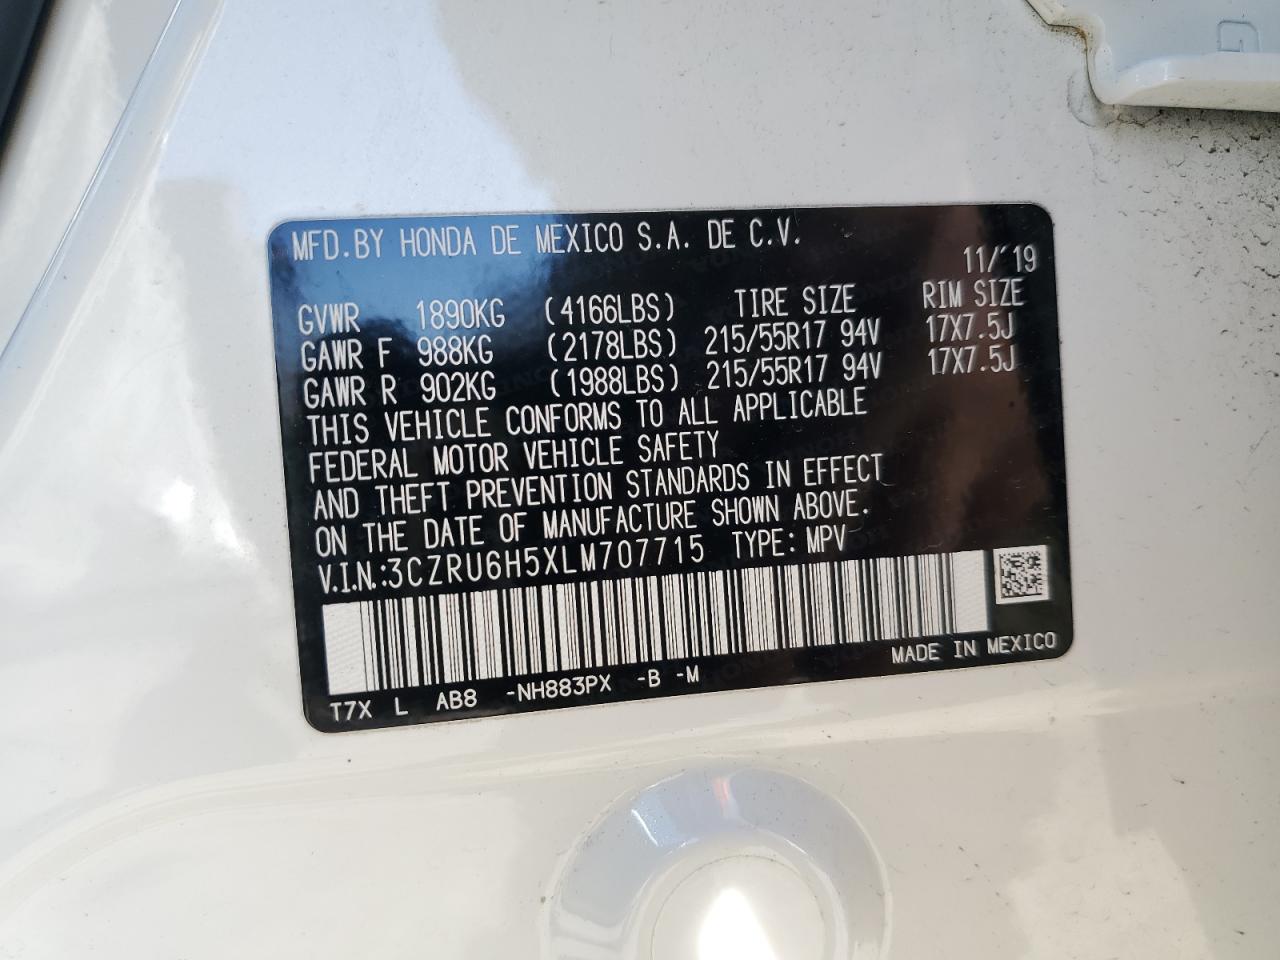 MFD.BY HONDA DE MEXICO S.A. DE C.V.
11/'19
GVWR 1890KG (4166LBS) TIRE SIZE RIM SIZE
GAWR F 988KG (2178LBS) 215/55R17 94V 17X7.5J
GAWR R 902KG (1988LBS) 215/55R17 94V 17X7.5J
THIS VEHICLE CONFORMS TO ALL APPLICABLE
FEDERAL MOTOR VEHICLE SAFETY
AND THEFT PREVENTION STANDARDS IN EFFECT
ON THE DATE OF MANUFACTURE SHOWN ABOVE.
V.I.N.:3CZRU6H5XLM707715 TYPE: MPV
MADE IN MEXICO
T7X L AB8 -NH883PX -B -M